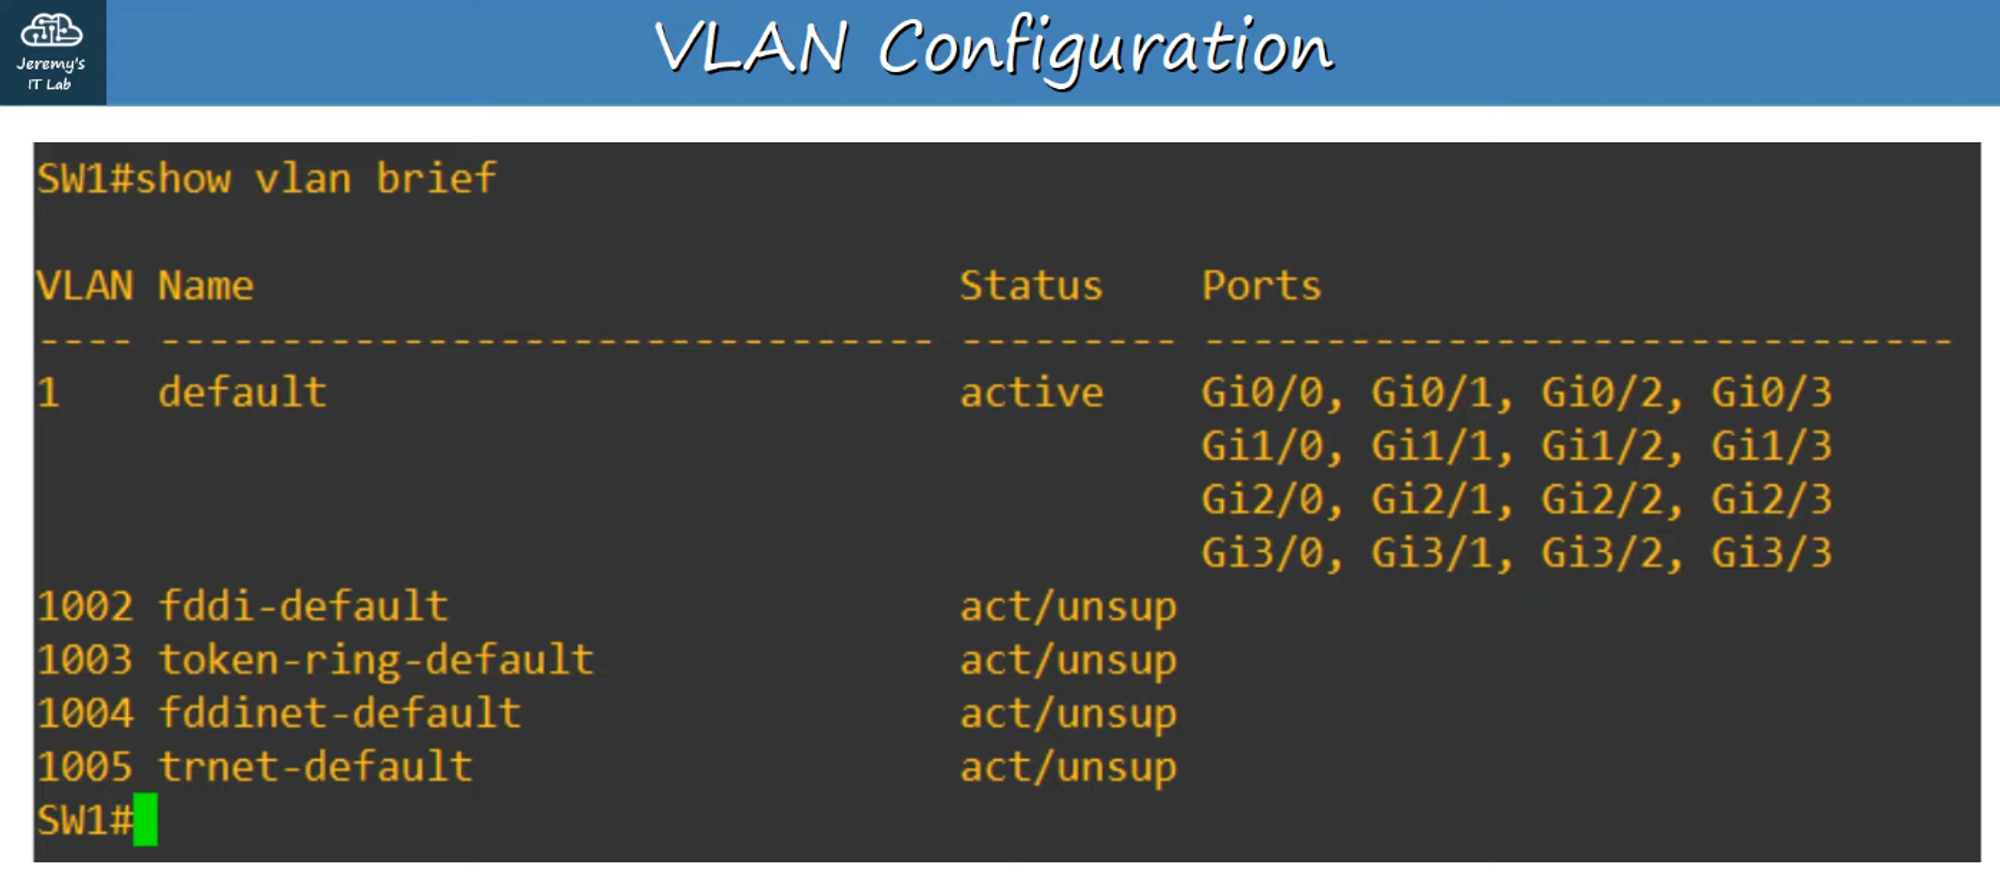 Jeremy's
IT Lab
VLAN Configuration
SW1#show vlan brief
VLAN Name                             Status    Ports
---- -------------------------------- --------- -------------------------------
1    default                          active    Gi0/0, Gi0/1, Gi0/2, Gi0/3
                                                Gi1/0, Gi1/1, Gi1/2, Gi1/3
                                                Gi2/0, Gi2/1, Gi2/2, Gi2/3
                                                Gi3/0, Gi3/1, Gi3/2, Gi3/3
1002 fddi-default                     act/unsup
1003 token-ring-default               act/unsup
1004 fddinet-default                  act/unsup
1005 trnet-default                    act/unsup
SW1#